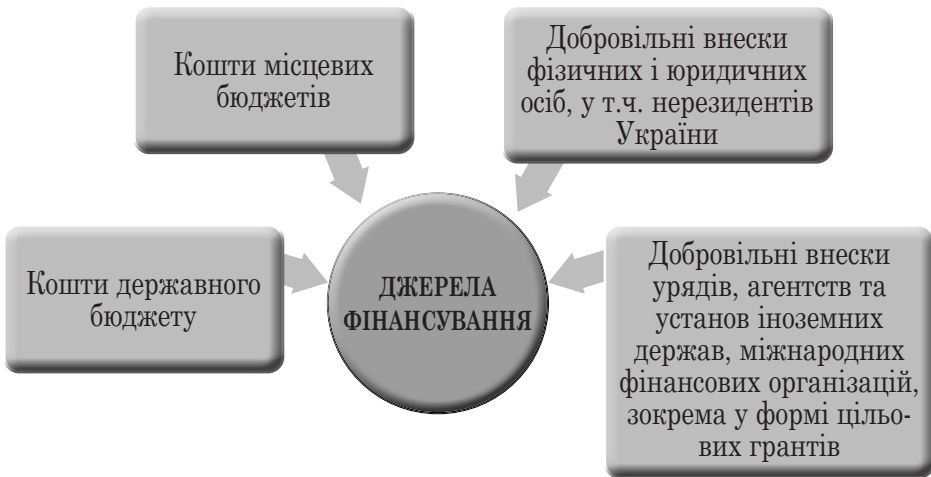 Кошти місцевих
бюджетів
Добровільні внески
фізичних і юридичних
осіб, у т.ч. нерезидентів
України
Кошти державного
бюджету
ДЖЕРЕЛА
ФІНАНСУВАННЯ
Добровільні внески
урядів, агентств та
установ іноземних
держав, міжнародних
фінансових організацій,
зокрема у формі цільо-
вих грантів